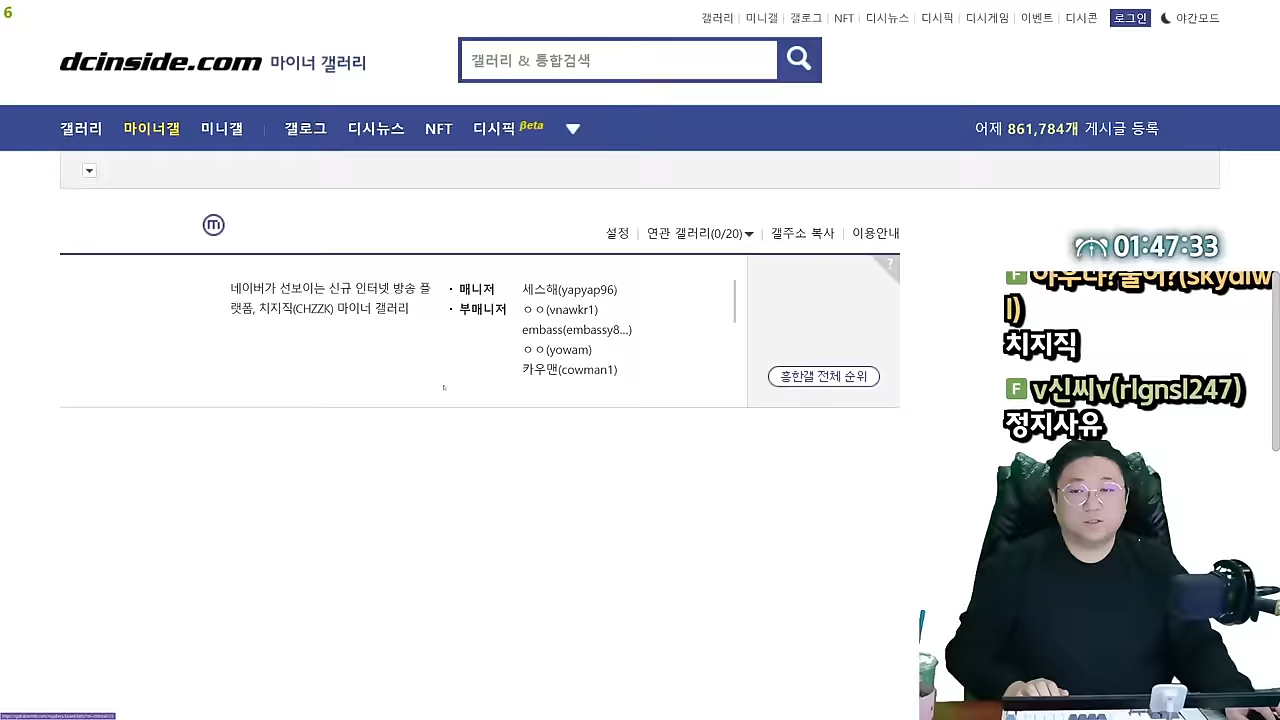 6
갤러리 미니갤 갤로그 NFT 디시뉴스 디시픽 디시게임 이벤트 디시콘 로그인 야간모드
dcinside.com 마이너 갤러리
갤러리 & 통합검색
갤러리 마이너갤 미니갤 갤로그 디시뉴스 NFT 디시픽 βeta
어제 861,784개 게시글 등록
m
설정 연관 갤러리(0/20) 갤주소 복사 이용안내
?
네이버가 선보이는 신규 인터넷 방송 플
랫폼, 치지직(CHZZK) 마이너 갤러리
· 매니저 세스해(yapyap96)
· 부매니저 ㅇㅇ(vnawkr1)
embass(embassy8...)
ㅇㅇ(yowam)
카우맨(cowman1)
흥한갤 전체 순위
01:47:33
F
l)
치지직
F v신씨v(rlgnsl247)
정지사유